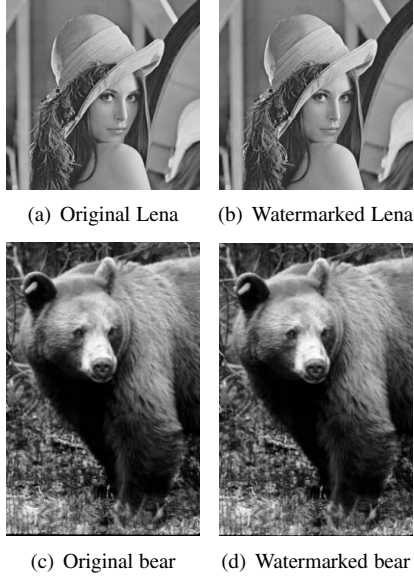 (a) Original Lena
(b) Watermarked Lena
(c) Original bear
(d) Watermarked bear